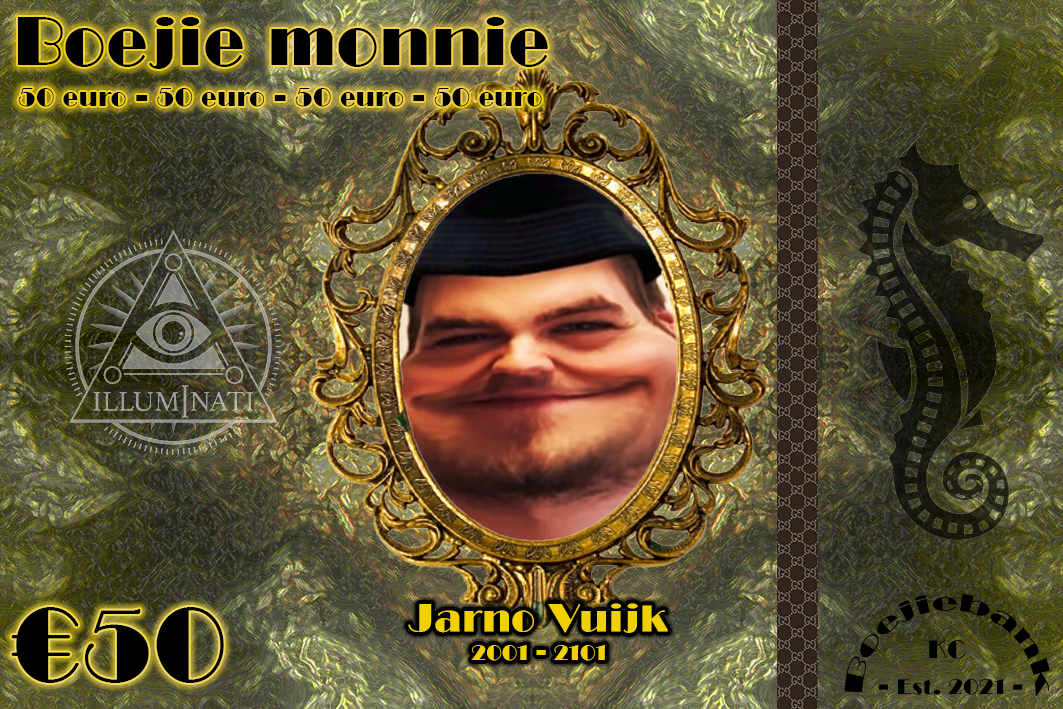 Boejie monnie
50 euro - 50 euro - 50 euro - 50 euro
ILLUMINATI
Jarno Vuijk
2001 - 2101
€50
Boejiebank
KC
- Est. 2021 -